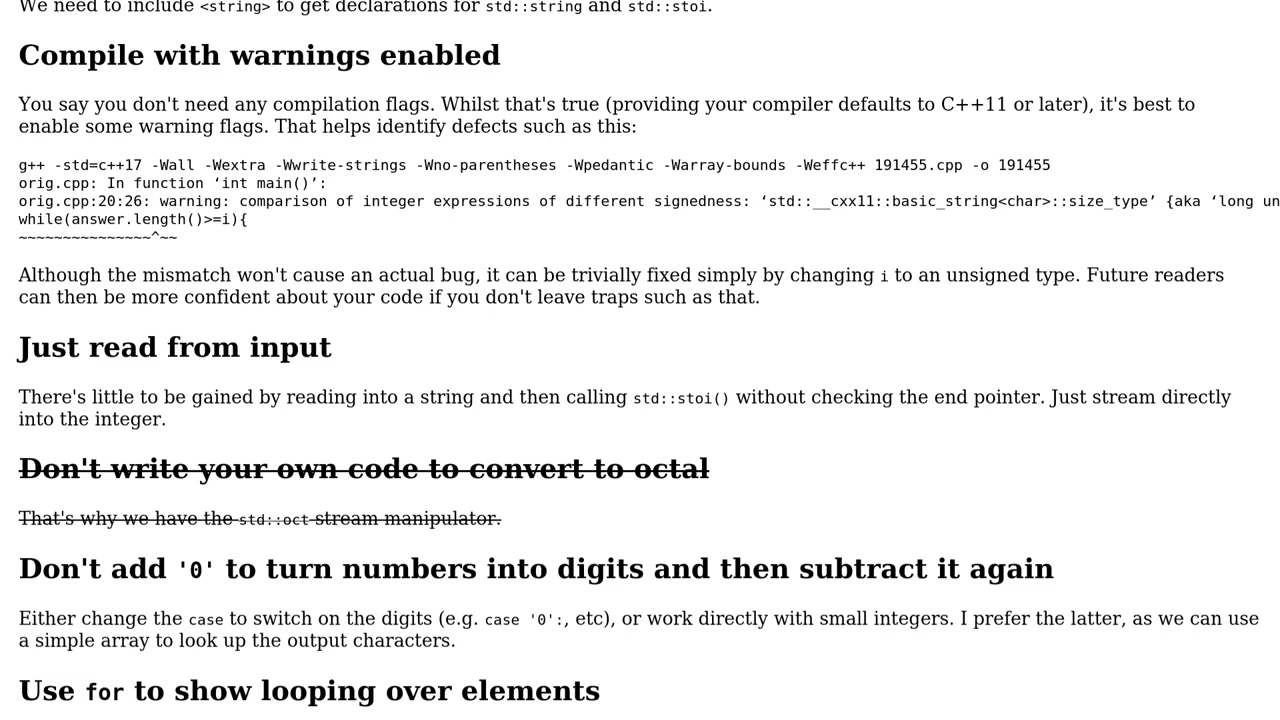 We need to include <string> to get declarations for std::string and std::stoi.
Compile with warnings enabled
You say you don't need any compilation flags. Whilst that's true (providing your compiler defaults to C++11 or later), it's best to
enable some warning flags. That helps identify defects such as this:
g++ -std=c++17 -Wall -Wextra -Wwrite-strings -Wno-parentheses -Wpedantic -Warray-bounds -Weffc++ 191455.cpp -o 191455
orig.cpp: In function ‘int main()’:
orig.cpp:20:26: warning: comparison of integer expressions of different signedness: ‘std::__cxx11::basic_string<char>::size_type’ {aka ‘long un
while(answer.length()>=i){
~~~~~~~~~~~~~~~^~~
Although the mismatch won't cause an actual bug, it can be trivially fixed simply by changing i to an unsigned type. Future readers
can then be more confident about your code if you don't leave traps such as that.
Just read from input
There's little to be gained by reading into a string and then calling std::stoi() without checking the end pointer. Just stream directly
into the integer.
Don't write your own code to convert to octal
That's why we have the std::oct stream manipulator.
Don't add '0' to turn numbers into digits and then subtract it again
Either change the case to switch on the digits (e.g. case '0':, etc), or work directly with small integers. I prefer the latter, as we can use
a simple array to look up the output characters.
Use for to show looping over elements